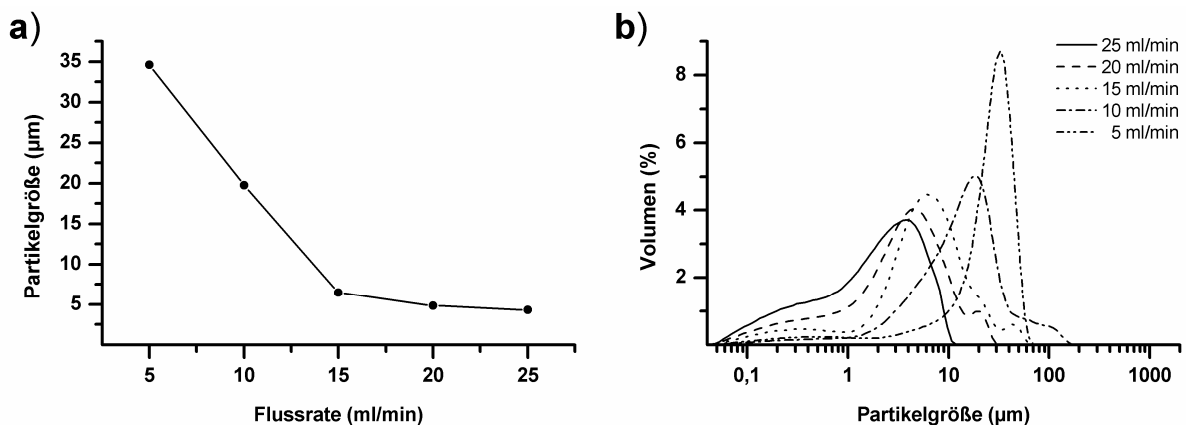 a)
35
30
25
20
15
10
5
Partikelgröße (µm)
5 10 15 20 25
Flussrate (ml/min)
b)
8
6
4
2
Volumen (%)
25 ml/min
20 ml/min
15 ml/min
10 ml/min
5 ml/min
0,1 1 10 100 1000
Partikelgröße (µm)